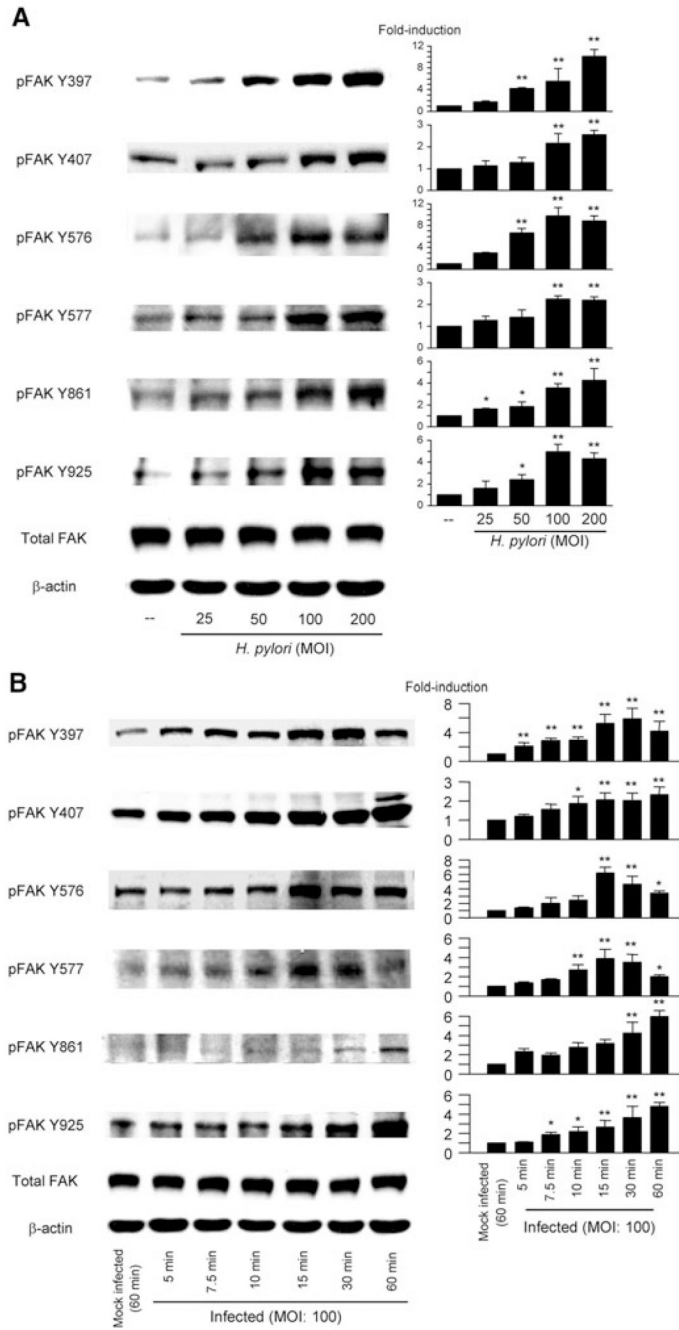 A
Fold-induction
pFAK Y397
12
8
4
0
**
**
**
pFAK Y407
3
2
1
0
**
**
pFAK Y576
12
8
4
0
**
**
**
pFAK Y577
3
2
1
0
**
**
pFAK Y861
6
4
2
0
*
*
**
**
pFAK Y925
6
4
2
0
*
**
**
Total FAK
β-actin
-- 25 50 100 200
H. pylori (MOI)
-- 25 50 100 200
H. pylori (MOI)
B
Fold-induction
pFAK Y397
8
4
0
**
**
**
**
**
**
pFAK Y407
3
2
1
0
*
**
**
**
pFAK Y576
8
6
4
2
0
**
**
*
pFAK Y577
6
4
2
0
**
**
**
*
pFAK Y861
6
4
2
0
**
**
pFAK Y925
6
4
2
0
*
*
**
**
**
Total FAK
β-actin
Mock infected
(60 min)
5 min
7.5 min
10 min
15 min
30 min
60 min
Infected (MOI: 100)
Mock infected
(60 min)
5 min
7.5 min
10 min
15 min
30 min
60 min
Infected (MOI: 100)